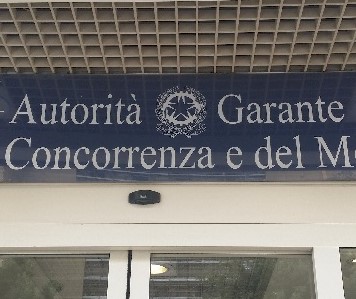 Autorità Garante
Concorrenza e del M